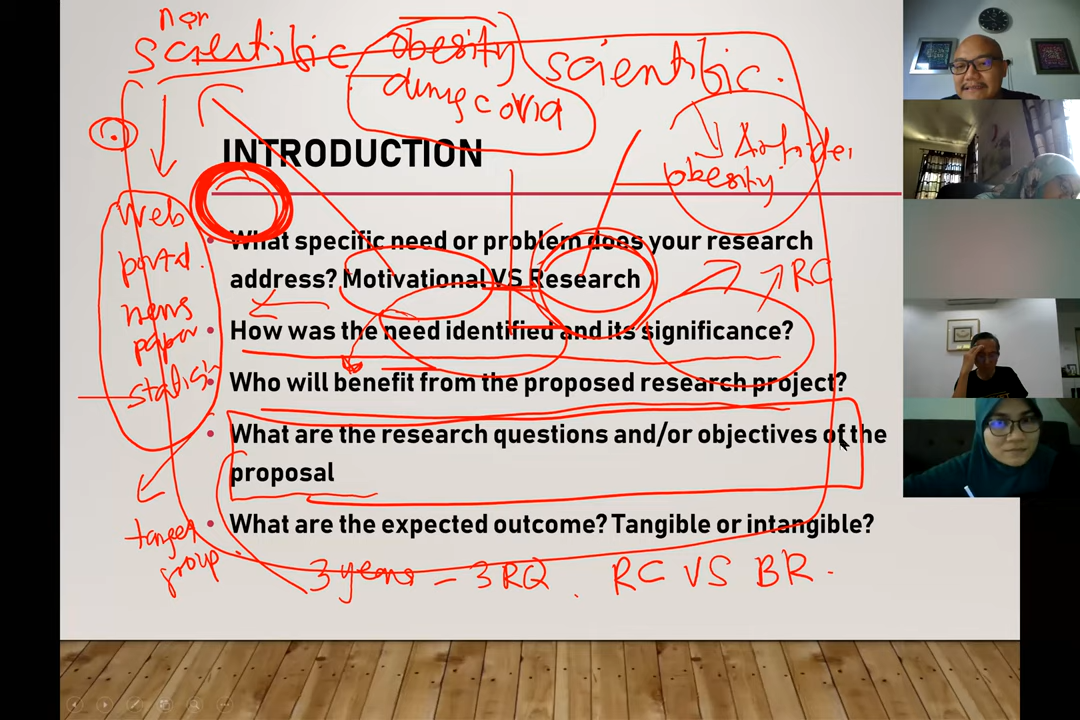 non
scientific
obesity
scientific.
obesity
INTRODUCTION
Web
portal.
news
paper
What specific need or problem does your research
address? Motivational VS Research
RC
How was the need identified and its significance?
Who will benefit from the proposed research project?
What are the research questions and/or objectives of the
proposal
What are the expected outcome? Tangible or intangible?
target
group
3 years - 3 RQ. RC VS BR.